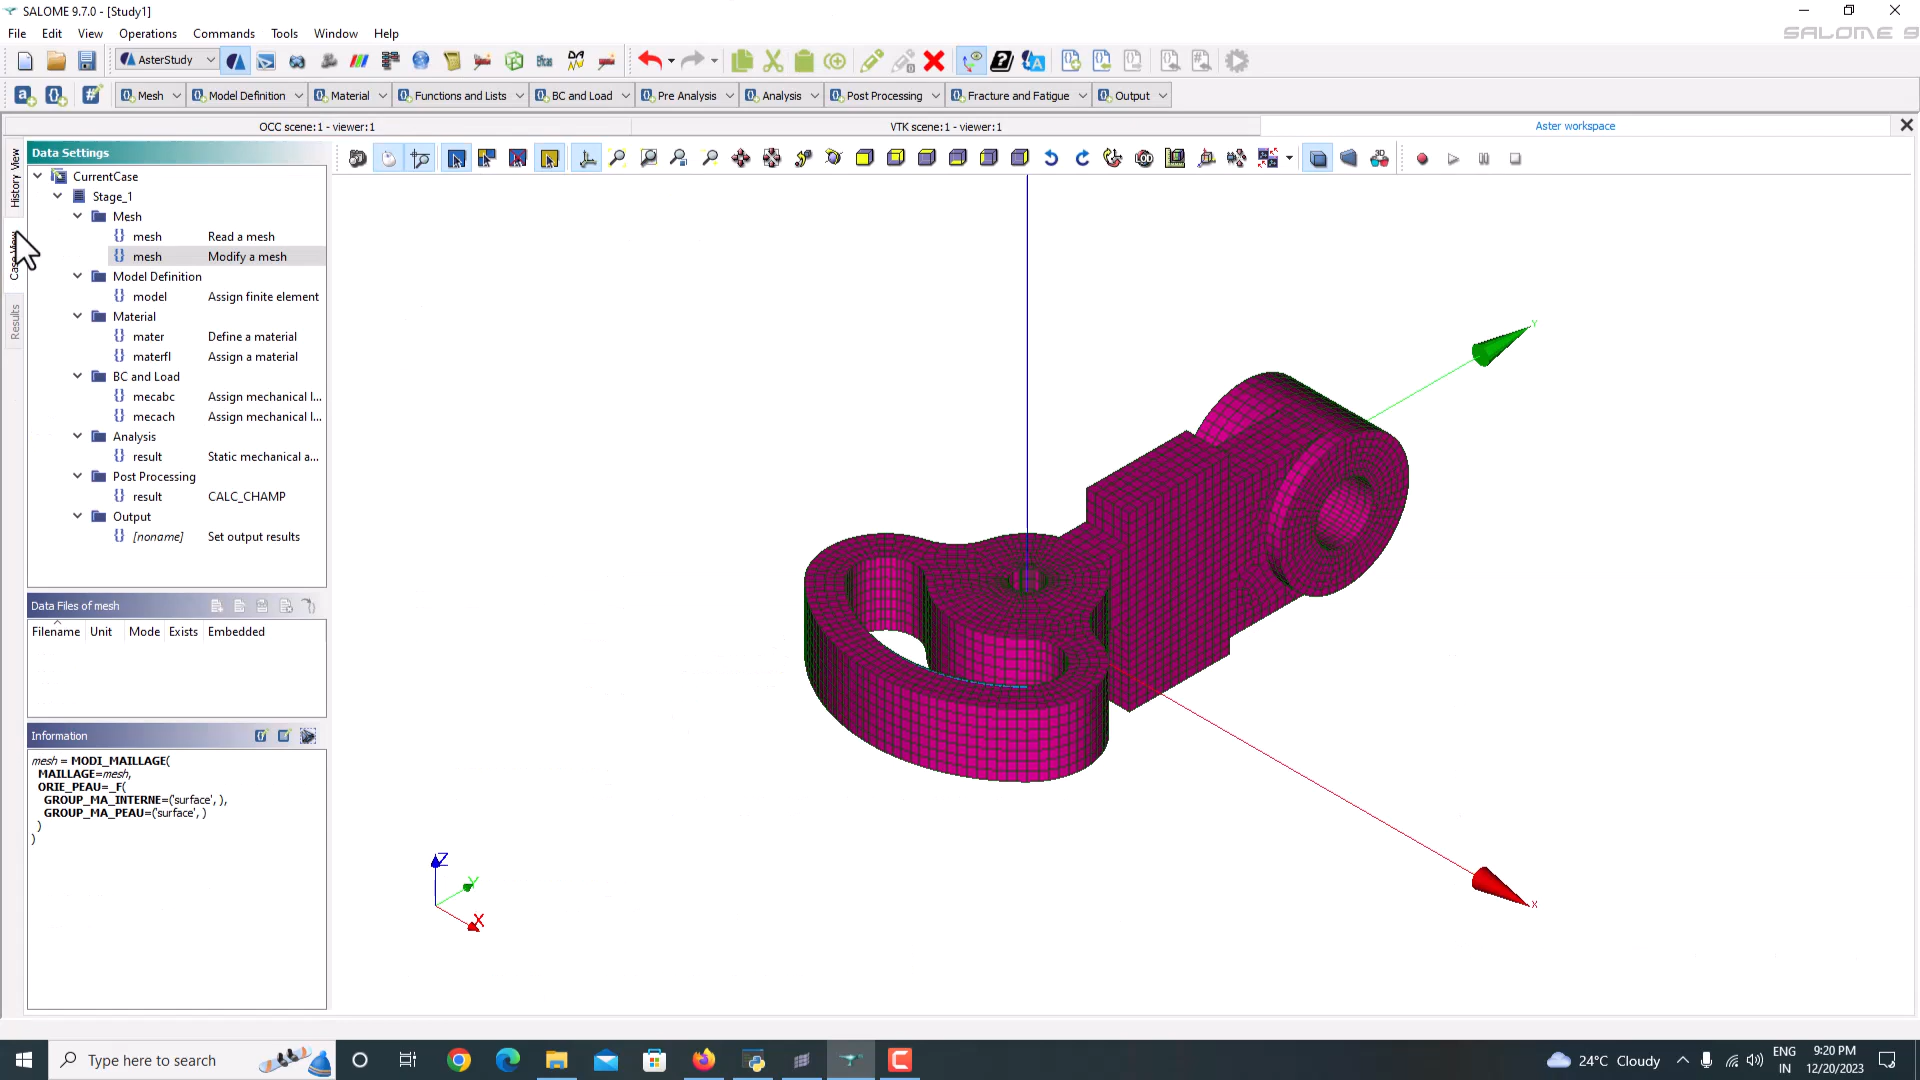 SALOME 9.7.0 - [Study1]
File Edit View Operations Commands Tools Window Help
SALOME 9
AsterStudy
Mesh Model Definition Material Functions and Lists BC and Load Pre Analysis Analysis Post Processing Fracture and Fatigue Output
OCC scene:1 - viewer:1 VTK scene:1 - viewer:1 Aster workspace
History View
Case View
Results
Data Settings
CurrentCase
Stage_1
Mesh
mesh Read a mesh
mesh Modify a mesh
Model Definition
model Assign finite element
Material
mater Define a material
materfl Assign a material
BC and Load
mecabc Assign mechanical l...
mecach Assign mechanical l...
Analysis
result Static mechanical a...
Post Processing
result CALC_CHAMP
Output
[noname] Set output results
Data Files of mesh
Filename Unit Mode Exists Embedded
Information
mesh = MODI_MAILLAGE(
MAILLAGE=mesh,
ORIE_PEAU=_F(
GROUP_MA_INTERNE=('surface', ),
GROUP_MA_PEAU=('surface', )
)
)
Y
X
Z
Y
X
Type here to search
24°C Cloudy
ENG
IN
9:20 PM
12/20/2023